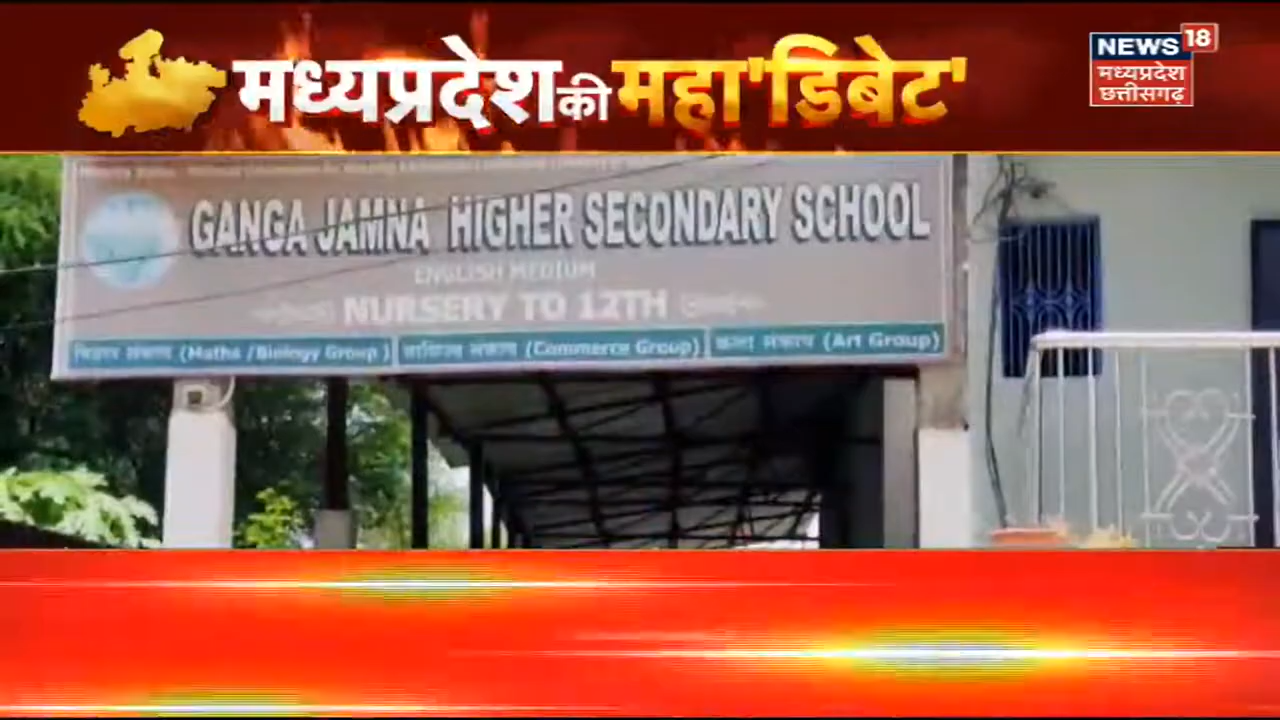 मध्यप्रदेश की महा'डिबेट'
NEWS 18
मध्यप्रदेश
छत्तीसगढ़
GANGA JAMNA HIGHER SECONDARY SCHOOL
ENGLISH MEDIUM
NURSERY TO 12TH
(Maths /Biology Group) (Commerce Group) कला संकाय (Art Group)